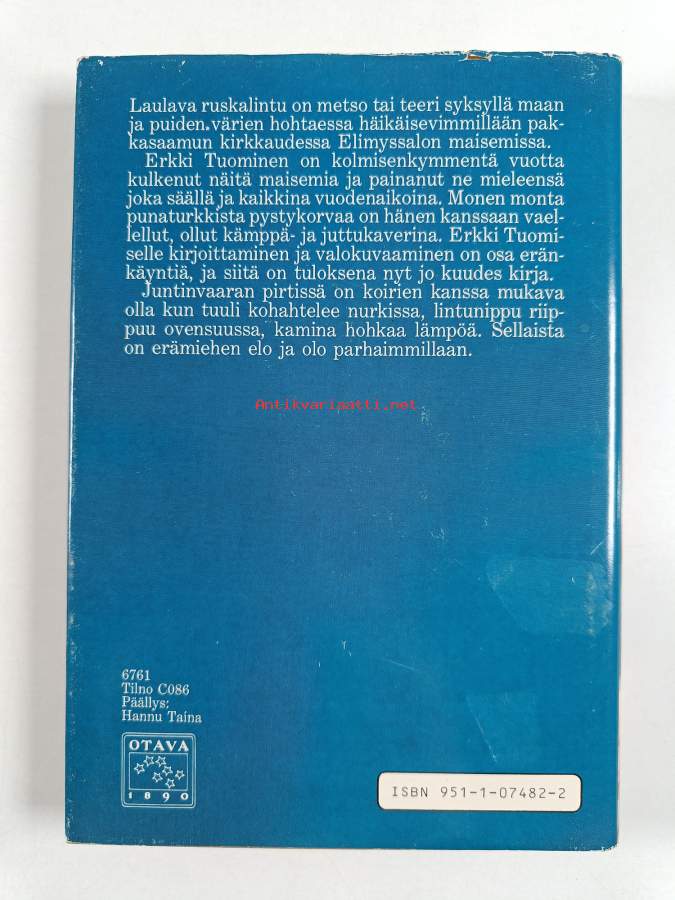 Laulava ruskalintu on metso tai teeri syksyllä maan
ja puiden värien hohtaessa häikäisevimmillään pak-
kasaamun kirkkaudessa Elimyssalon maisemissa.
Erkki Tuominen on kolmisenkymmentä vuotta
kulkenut näitä maisemia ja painanut ne mieleensä
joka säällä ja kaikkina vuodenaikoina. Monen monta
punaturkkista pystykorvaa on hänen kanssaan vael-
lellut, ollut kämppä- ja juttukaverina. Erkki Tuomi-
selle kirjoittaminen ja valokuvaaminen on osa erän-
käyntiä, ja siitä on tuloksena nyt jo kuudes kirja.
Juntinvaaran pirtissä on koirien kanssa mukava
olla kun tuuli kohahtelee nurkissa, lintunippu riip-
puu ovensuussa, kamina hohkaa lämpöä. Sellaista
on erämiehen elo ja olo parhaimmillaan.
Antikvariaatti.net
6761
Tilno C086
Päällys:
Hannu Taina
OTAVA
1890
ISBN 951-1-07482-2